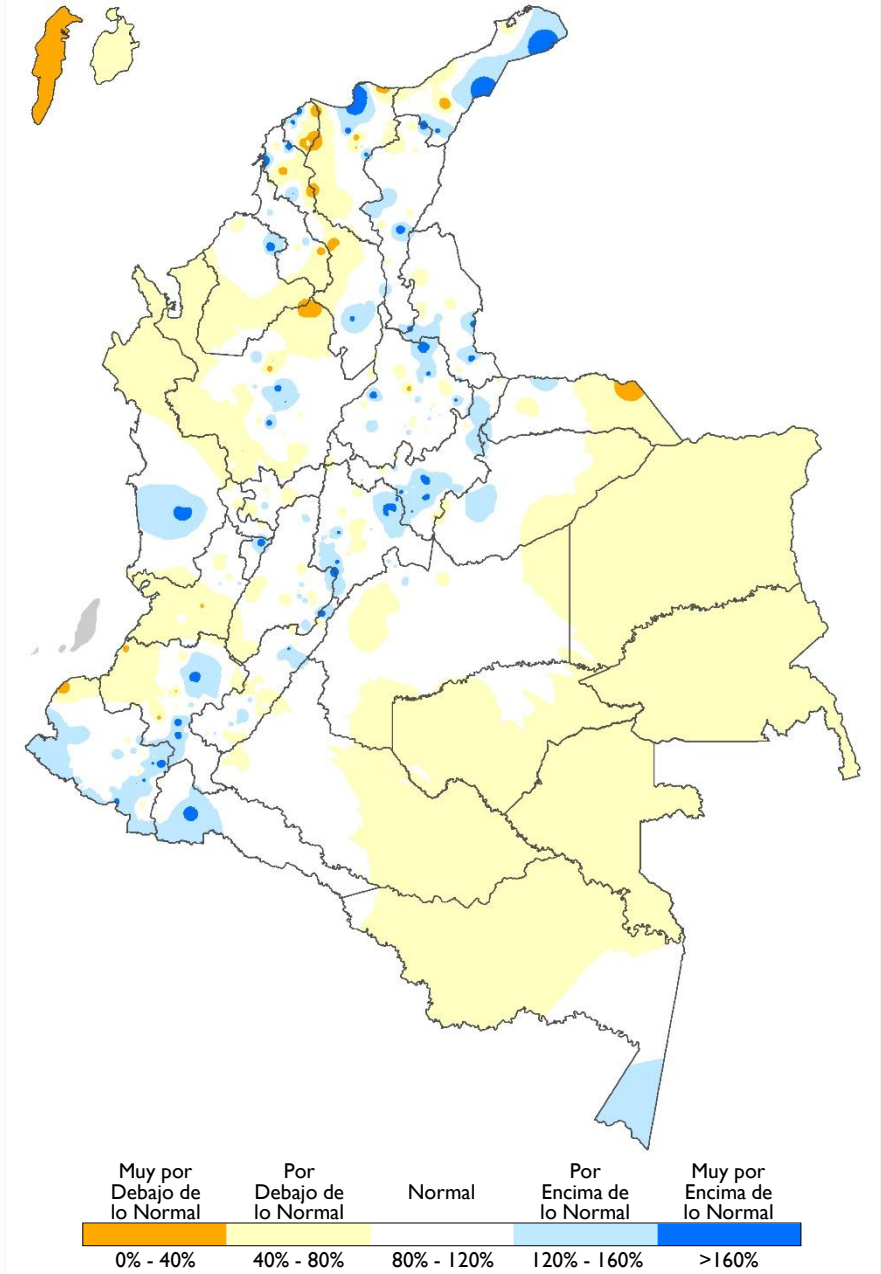 Muy por
Debajo de
lo Normal
Por
Debajo de
lo Normal
Normal
Por
Encima de
lo Normal
Muy por
Encima de
lo Normal
0% - 40%
40% - 80%
80% - 120%
120% - 160%
>160%